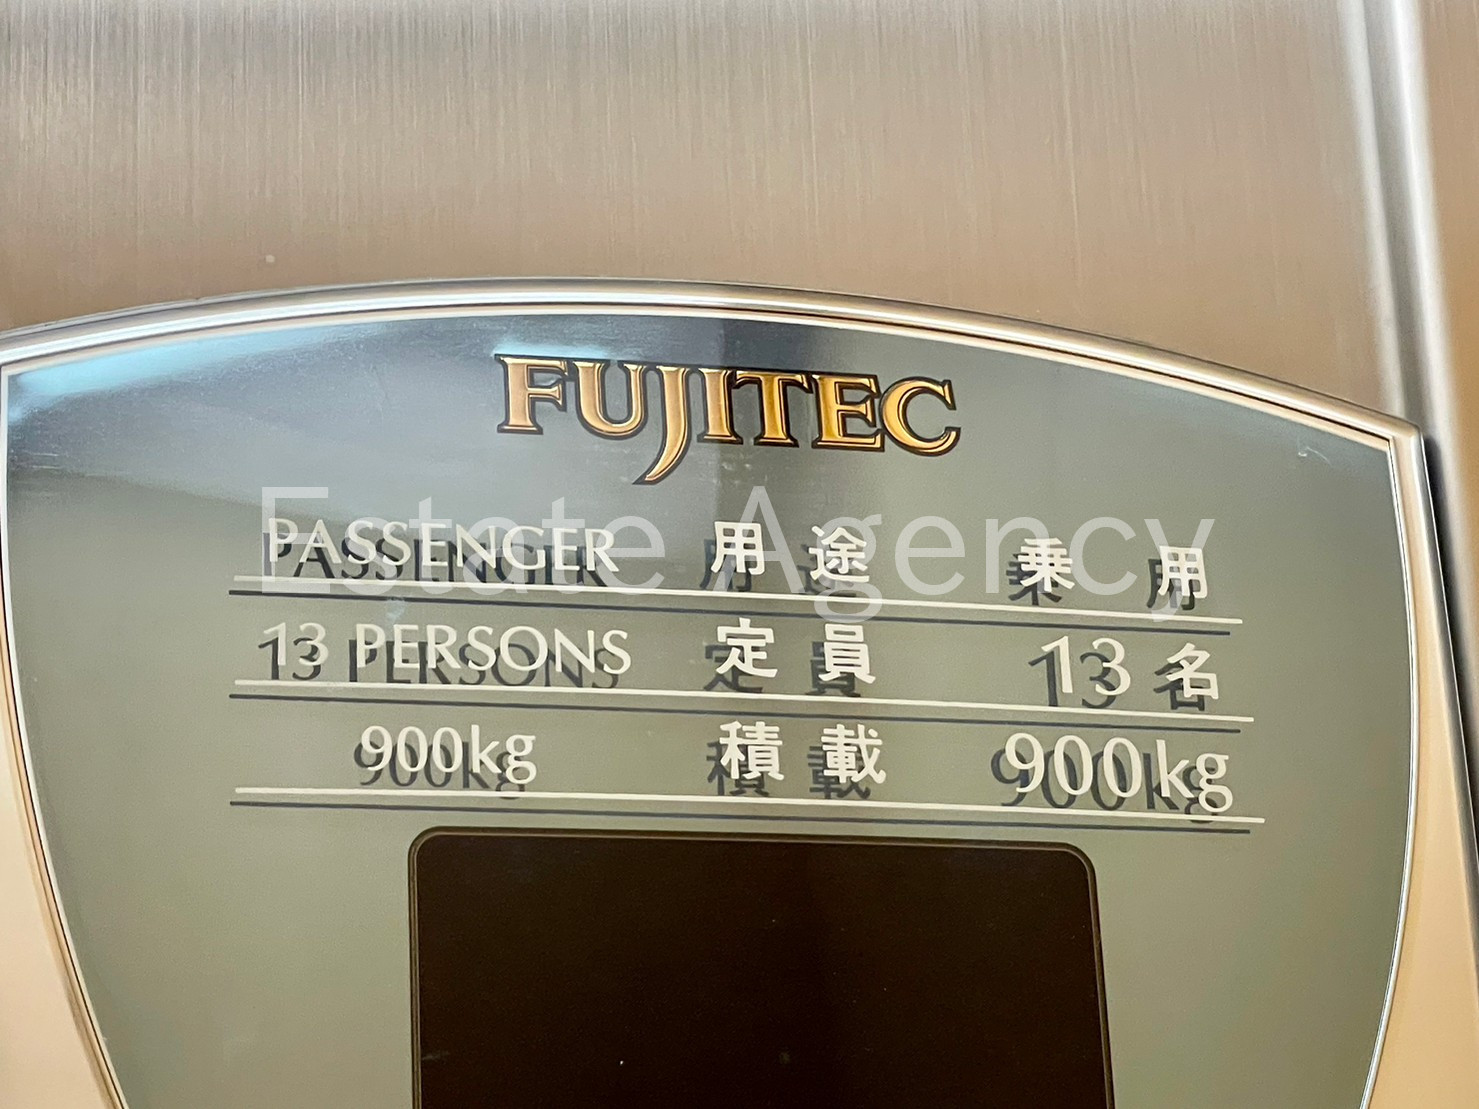 FUJITEC
Estate Agency
PASSENGER 用途 乗用
13 PERSONS 定員 13名
900kg 積載 900kg